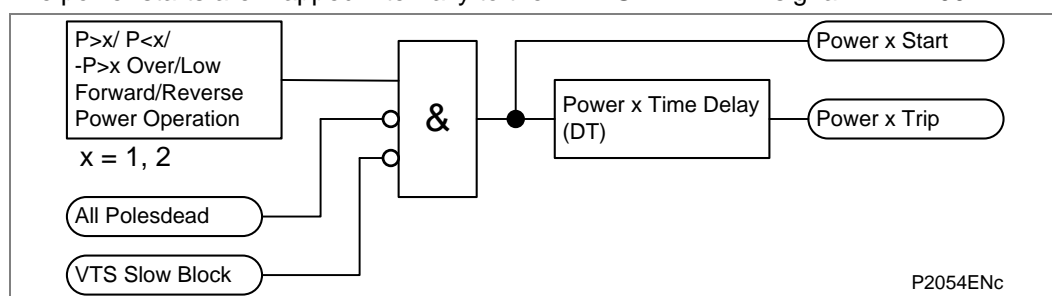 P>x/ P<x/
-P>x Over/Low
Forward/Reverse
Power Operation
x = 1, 2
All Polesdead
VTS Slow Block
&
Power x Time Delay
(DT)
Power x Start
Power x Trip
P2054ENc